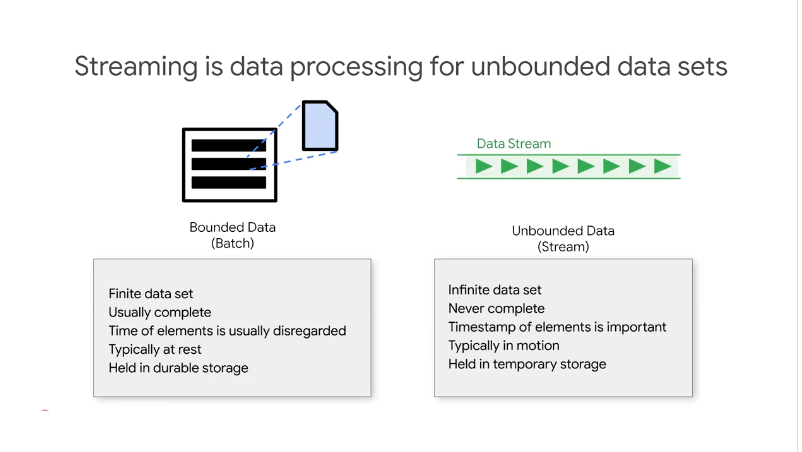 Streaming is data processing for unbounded data sets
Data Stream
Bounded Data
(Batch)
Unbounded Data
(Stream)
Finite data set
Usually complete
Time of elements is usually disregarded
Typically at rest
Held in durable storage
Infinite data set
Never complete
Timestamp of elements is important
Typically in motion
Held in temporary storage